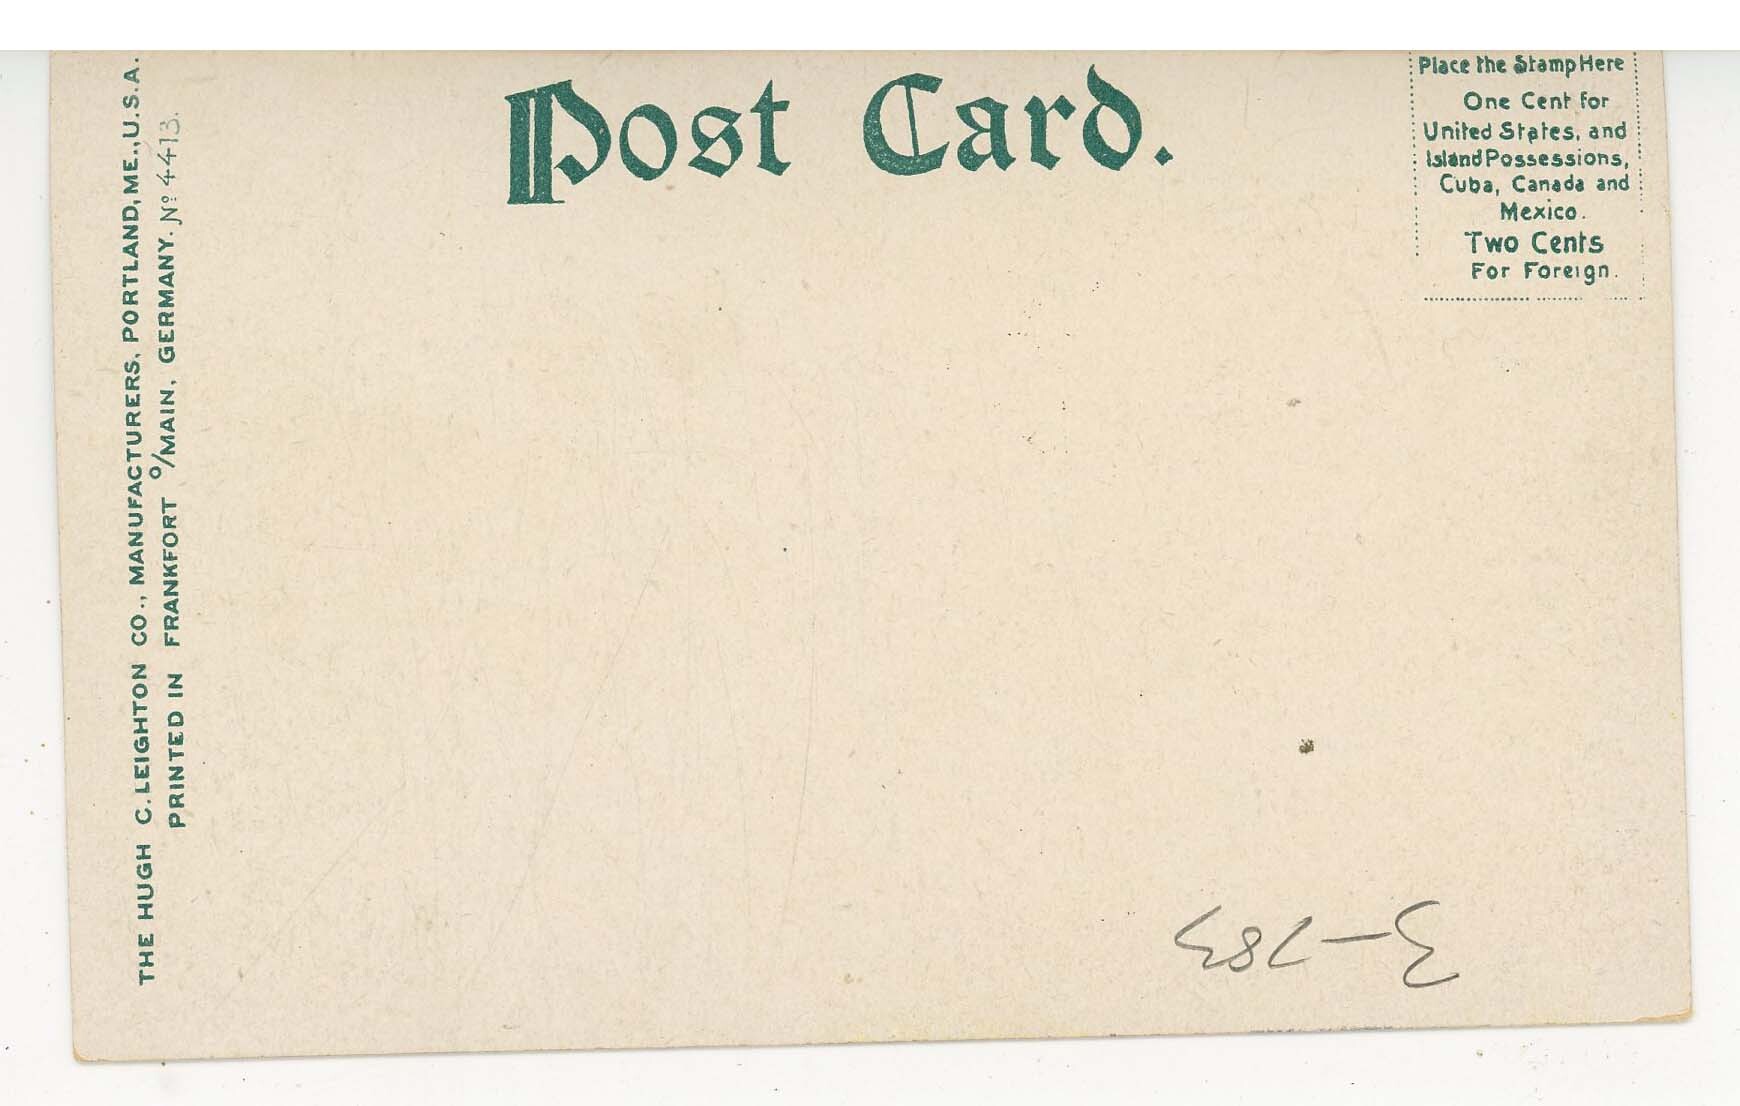 Post Card.
Place the Stamp Here
One Cent for
United States, and
Island Possessions,
Cuba, Canada and
Mexico.
Two Cents
For Foreign.
THE HUGH C. LEIGHTON CO., MANUFACTURERS, PORTLAND, ME., U.S.A.
PRINTED IN FRANKFORT º/MAIN, GERMANY. Nº 4413.
3-783